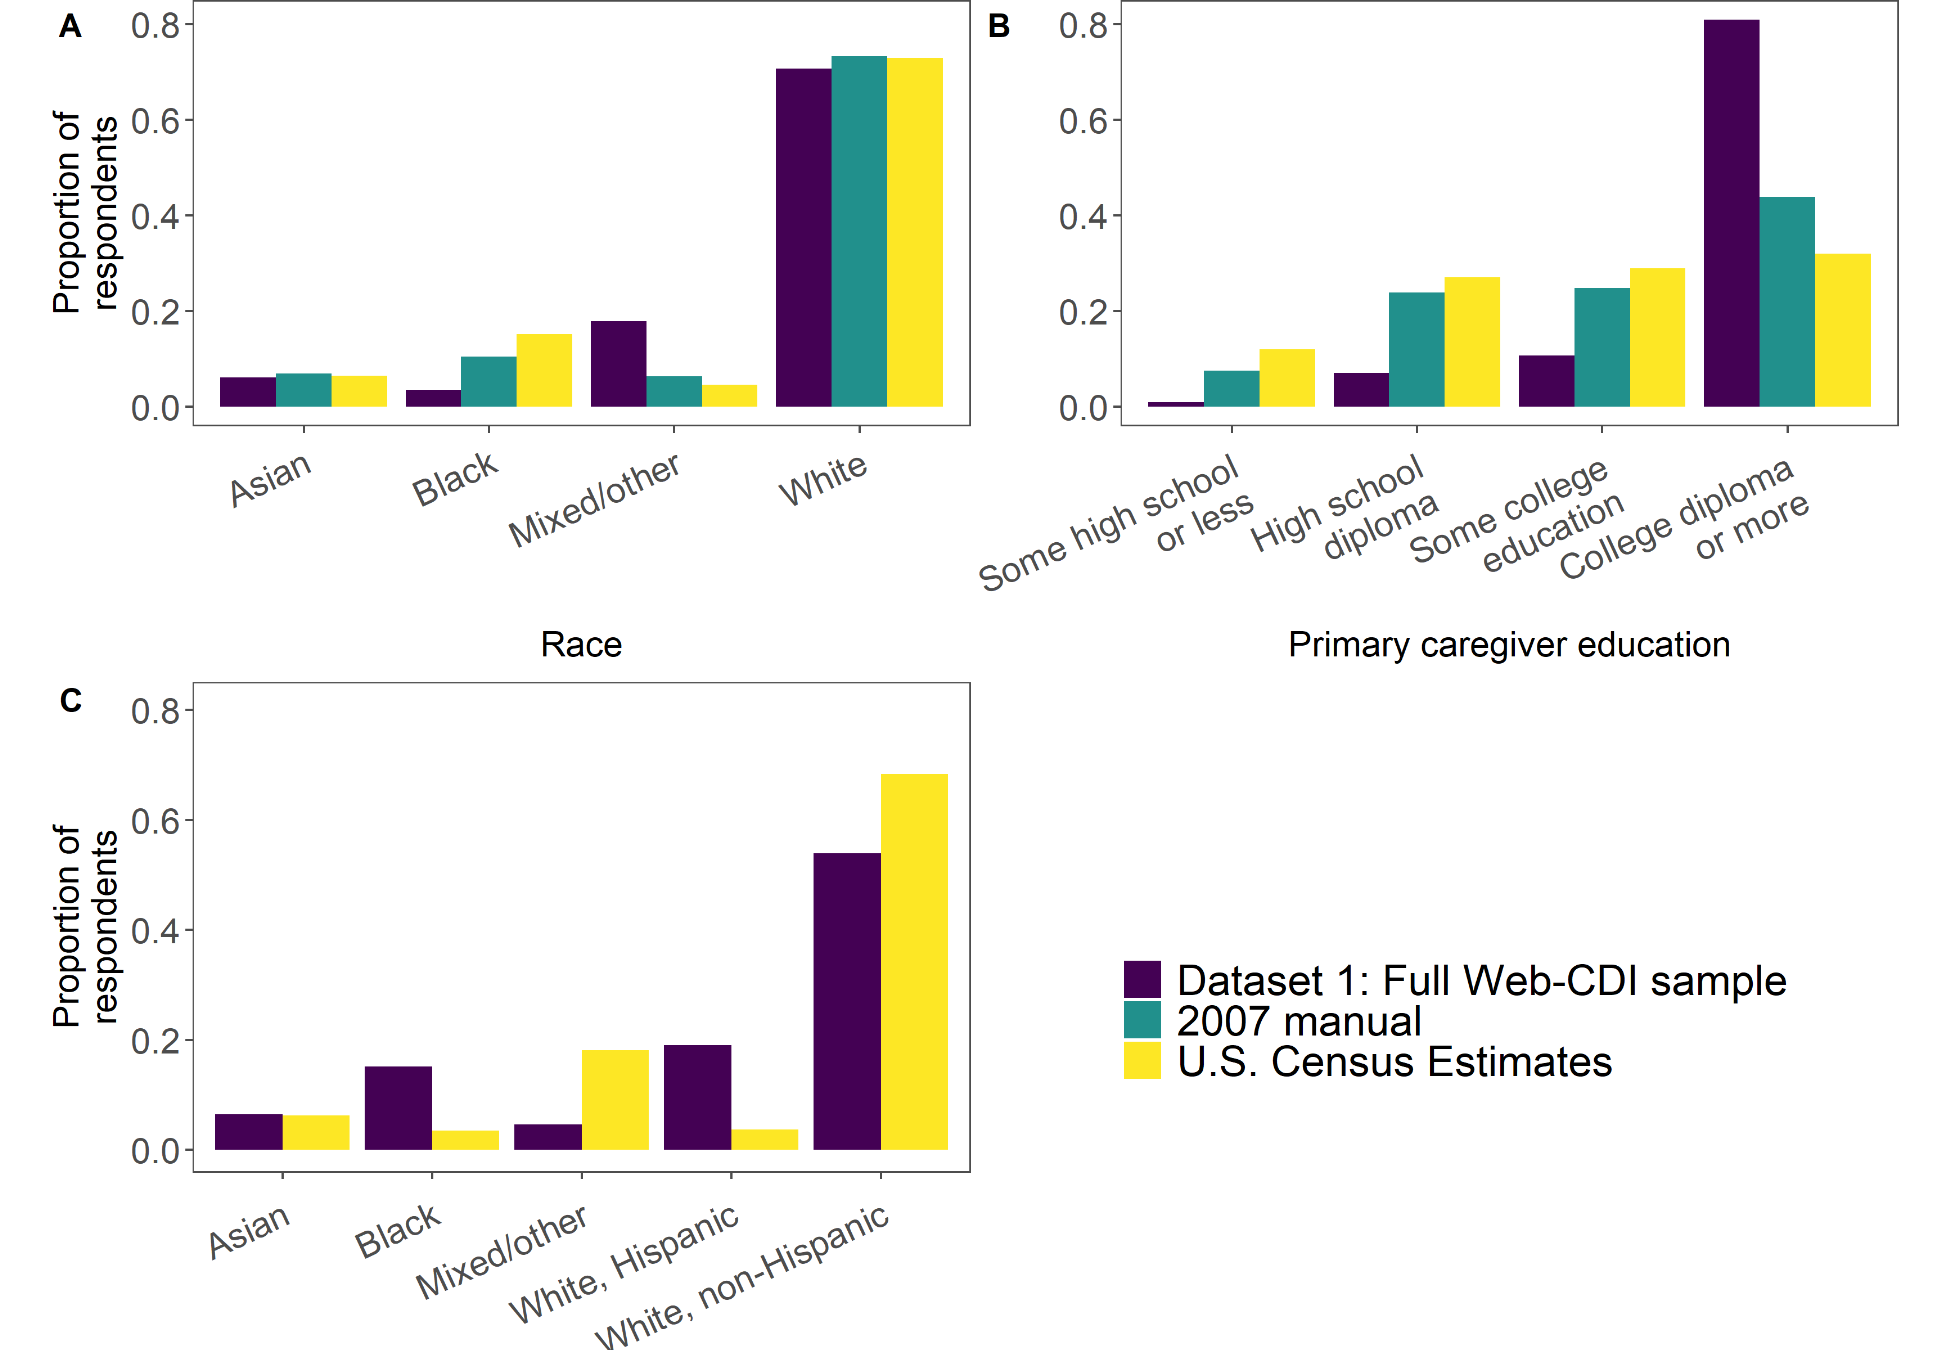 A
Proportion of
respondents
0.8
0.6
0.4
0.2
0.0
Asian
Black
Mixed/other
White
Race
B
0.8
0.6
0.4
0.2
0.0
Some high school
or less
High school
diploma
Some college
education
College diploma
or more
Primary caregiver education
C
Proportion of
respondents
0.8
0.6
0.4
0.2
0.0
Asian
Black
Mixed/other
White, Hispanic
White, non-Hispanic
Dataset 1: Full Web-CDI sample
2007 manual
U.S. Census Estimates